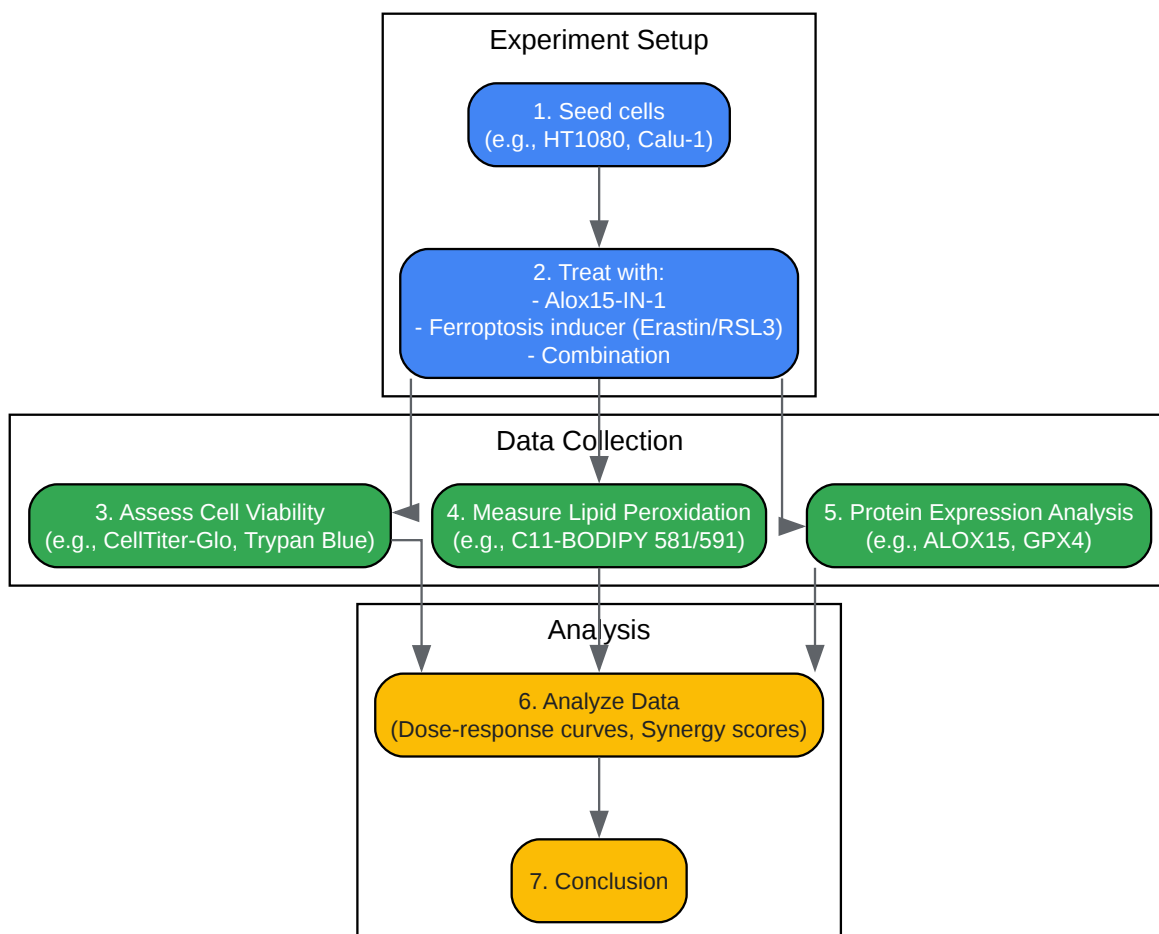 Experiment Setup
1. Seed cells
(e.g., HT1080, Calu-1)
2. Treat with:
- Alox15-IN-1
- Ferroptosis inducer (Erastin/RSL3)
- Combination
Data Collection
3. Assess Cell Viability
(e.g., CellTiter-Glo, Trypan Blue)
4. Measure Lipid Peroxidation
(e.g., C11-BODIPY 581/591)
5. Protein Expression Analysis
(e.g., ALOX15, GPX4)
Analysis
6. Analyze Data
(Dose-response curves, Synergy scores)
7. Conclusion